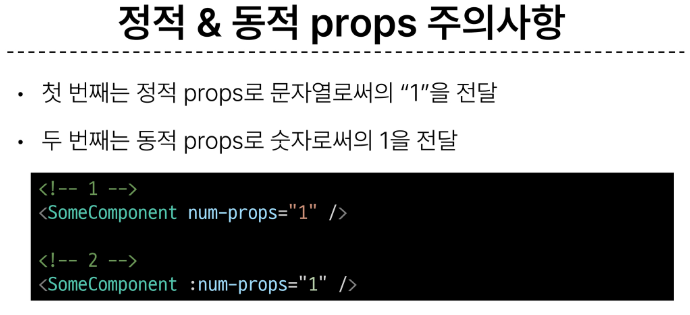 정적 & 동적 props 주의사항
• 첫 번째는 정적 props로 문자열로써의 “1”을 전달
• 두 번째는 동적 props로 숫자로써의 1을 전달
<!-- 1 -->
<SomeComponent num-props="1" />
<!-- 2 -->
<SomeComponent :num-props="1" />